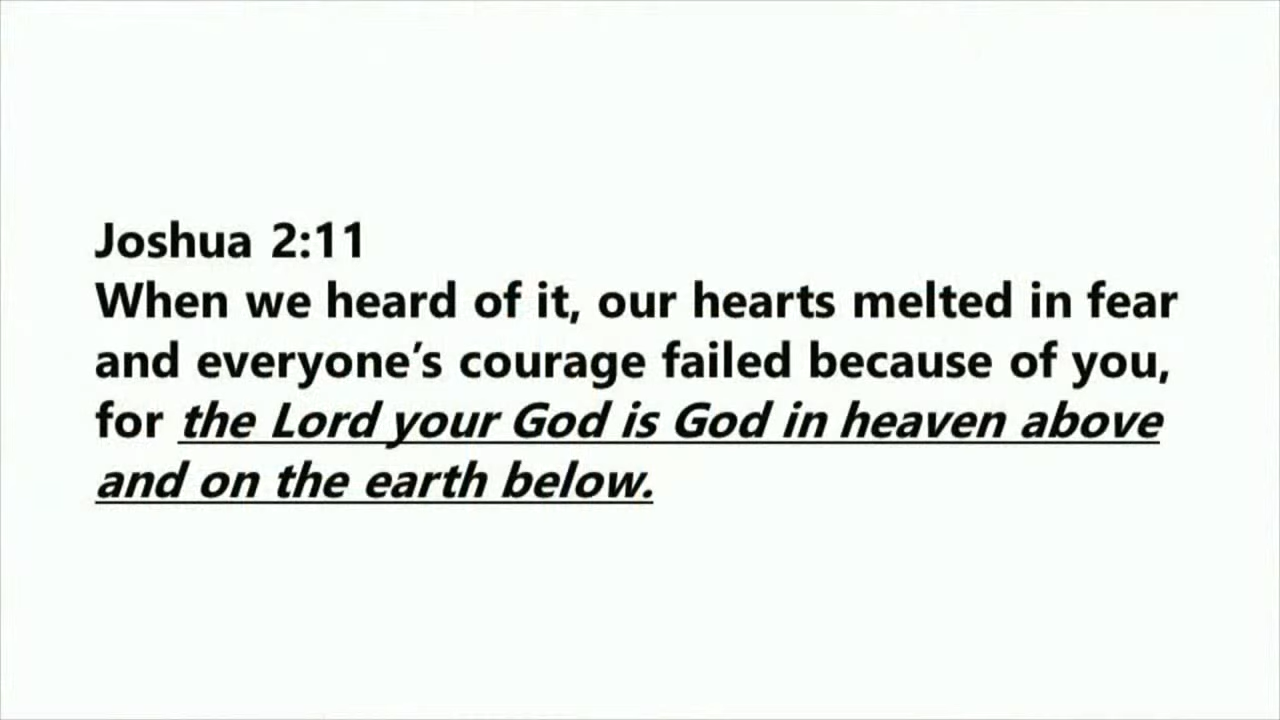 Joshua 2:11
When we heard of it, our hearts melted in fear
and everyone’s courage failed because of you,
for the Lord your God is God in heaven above
and on the earth below.